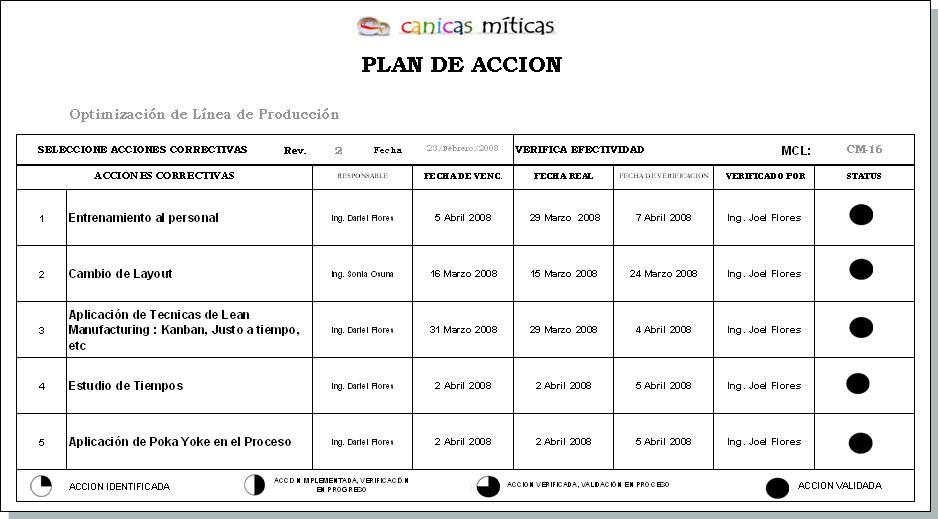 canicas míticas
PLAN DE ACCION
Optimización de Línea de Producción
SELECCIONE ACCIONES CORRECTIVAS Rev. 2 Fecha 23/Febrero/2008 VERIFICA EFECTIVIDAD MCL: CM-16
ACCIONES CORRECTIVAS RESPONSABLE FECHA DE VENC. FECHA REAL FECHA DE VERIFICACION VERIFICADO POR STATUS
1 Entrenamiento al personal Ing. Daniel Flores 5 Abril 2008 29 Marzo 2008 7 Abril 2008 Ing. Joel Flores
2 Cambio de Layout Ing. Sonia Osuna 16 Marzo 2008 15 Marzo 2008 24 Marzo 2008 Ing. Joel Flores
Aplicación de Tecnicas de Lean
3 Manufacturing : Kanban, Justo a tiempo, Ing. Daniel Flores 31 Marzo 2008 29 Marzo 2008 4 Abril 2008 Ing. Joel Flores
etc
4 Estudio de Tiempos Ing. Daniel Flores 2 Abril 2008 2 Abril 2008 5 Abril 2008 Ing. Joel Flores
5 Aplicación de Poka Yoke en el Proceso Ing. Daniel Flores 2 Abril 2008 2 Abril 2008 5 Abril 2008 Ing. Joel Flores
ACCION IDENTIFICADA
ACCION IMPLEMENTADA, VERIFICACIÓN
EN PROGRESO
ACCION VERIFICADA, VALIDACIÓN EN PROCESO
ACCION VALIDADA